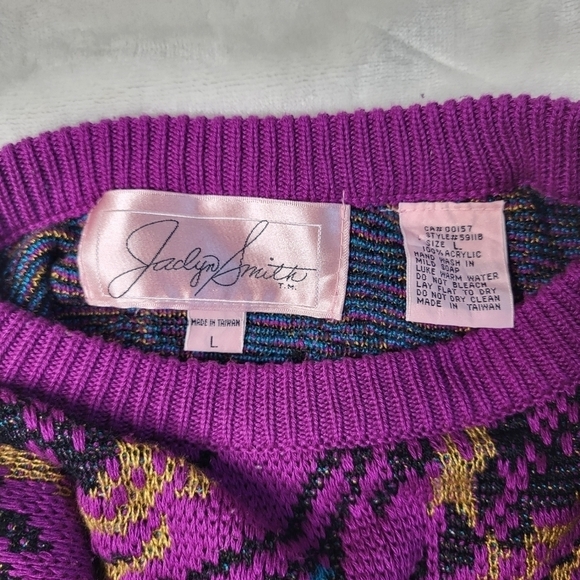 Jaclyn Smith
T.M.
MADE IN TAIWAN
L
CA# 00157
STYLE# 5911B
SIZE L
100% ACRYLIC
HAND WASH IN
MILD SOAP
LUKE WARM WATER
DO NOT BLEACH
LAY FLAT TO DRY
DO NOT DRY CLEAN
MADE IN TAIWAN